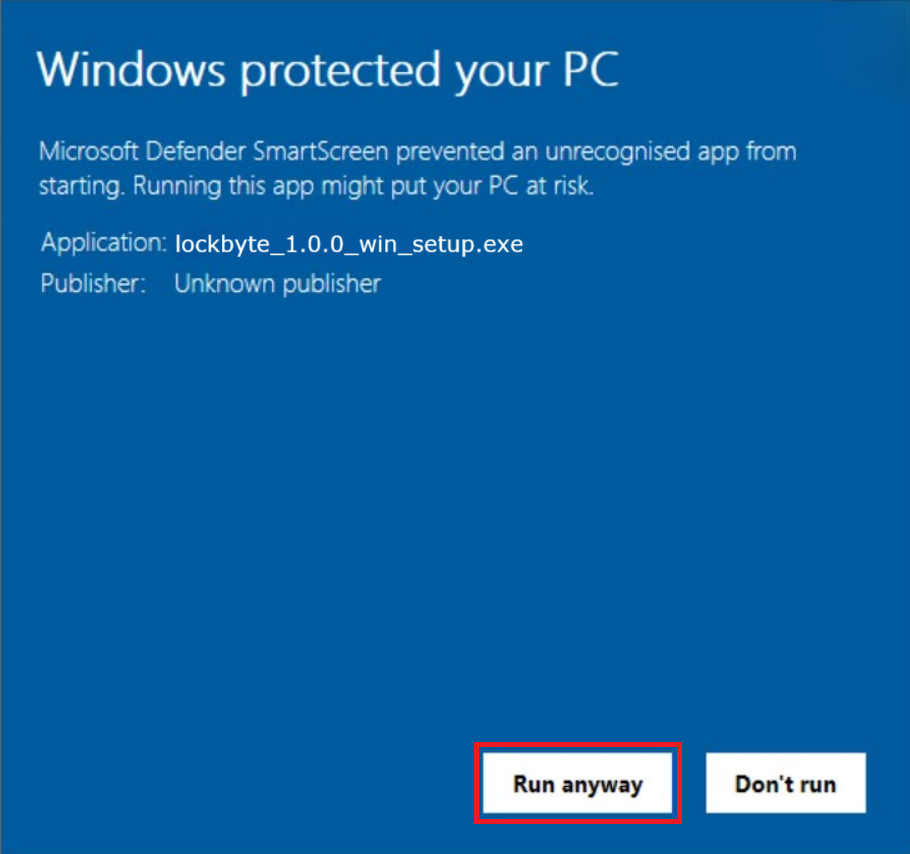 Windows protected your PC
Microsoft Defender SmartScreen prevented an unrecognised app from
starting. Running this app might put your PC at risk.
Application: lockbyte_1.0.0_win_setup.exe
Publisher: Unknown publisher
Run anyway Don't run